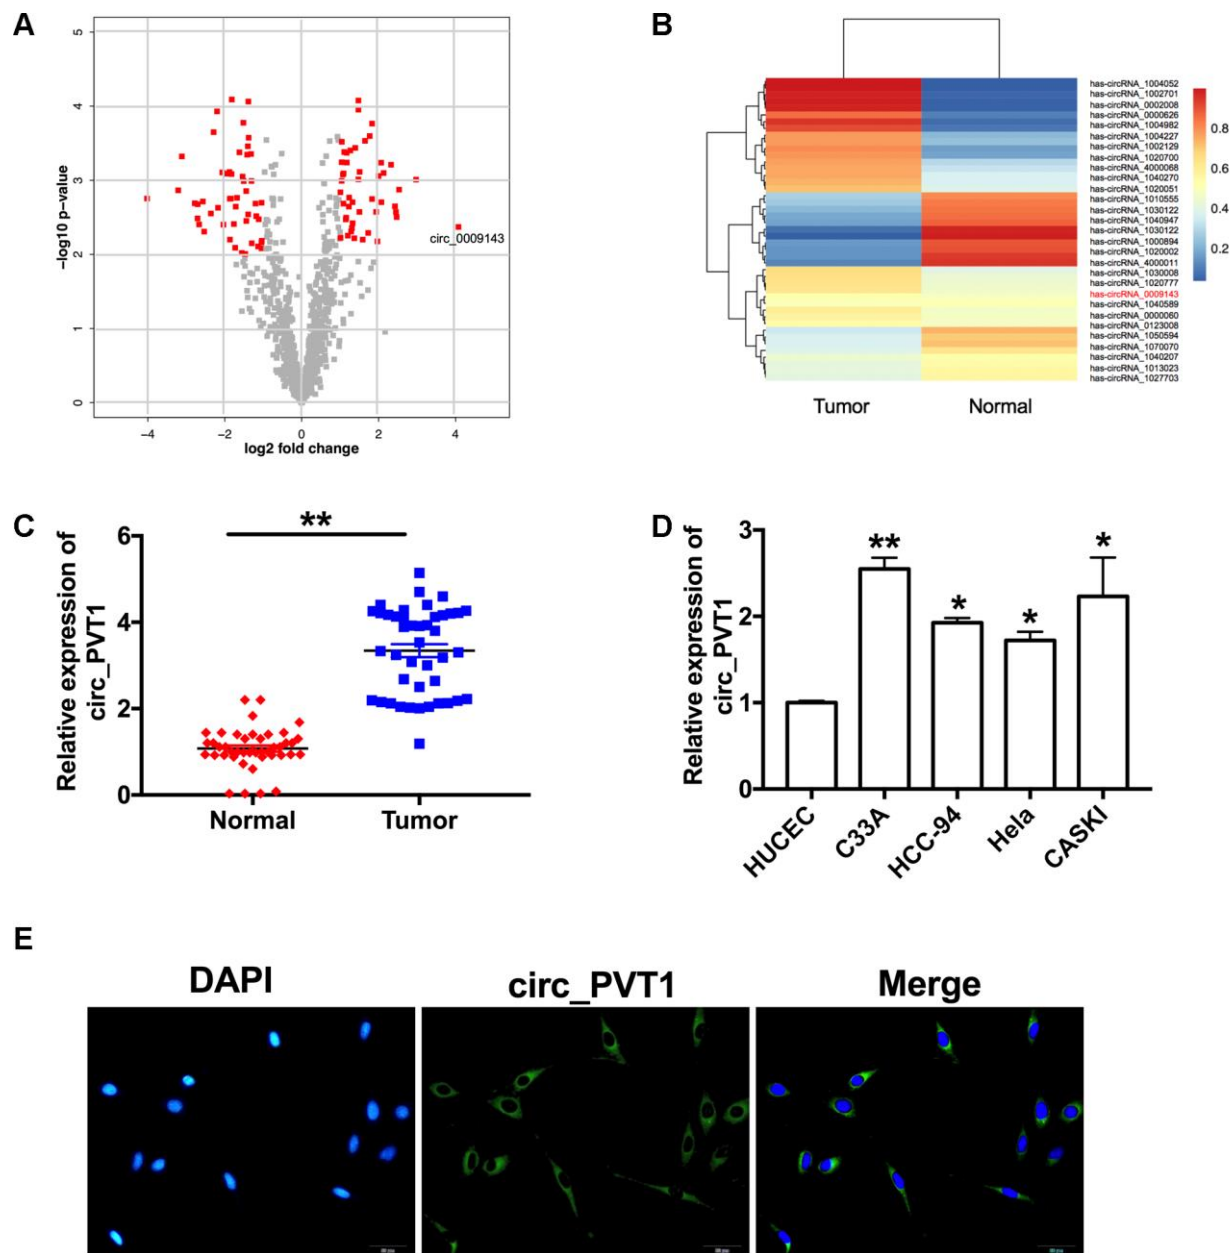 A
5
4
3
2
1
0
-log10 p-value
circ_0009143
−4
−2
0
2
4
log2 fold change
B
has-circRNA_1004052
has-circRNA_1002701
has-circRNA_0002008
has-circRNA_0000626
has-circRNA_1004982
has-circRNA_1004227
has-circRNA_1002129
has-circRNA_1020700
has-circRNA_4000068
has-circRNA_1040270
has-circRNA_1020051
has-circRNA_1010555
has-circRNA_1030122
has-circRNA_1040947
has-circRNA_1030122
has-circRNA_1000894
has-circRNA_1020002
has-circRNA_4000011
has-circRNA_1030008
has-circRNA_1020777
has-circRNA_0009143
has-circRNA_1040589
has-circRNA_0000060
has-circRNA_0123008
has-circRNA_1050594
has-circRNA_1070070
has-circRNA_1040207
has-circRNA_1013023
has-circRNA_1027703
0.8
0.6
0.4
0.2
Tumor
Normal
C
Relative expression of
circ_PVT1
6
4
2
0
**
Normal
Tumor
D
Relative expression of
circ_PVT1
3
2
1
0
**
*
*
*
HUCEC
C33A
HCC-94
Hela
CASKI
E
DAPI
circ_PVT1
Merge